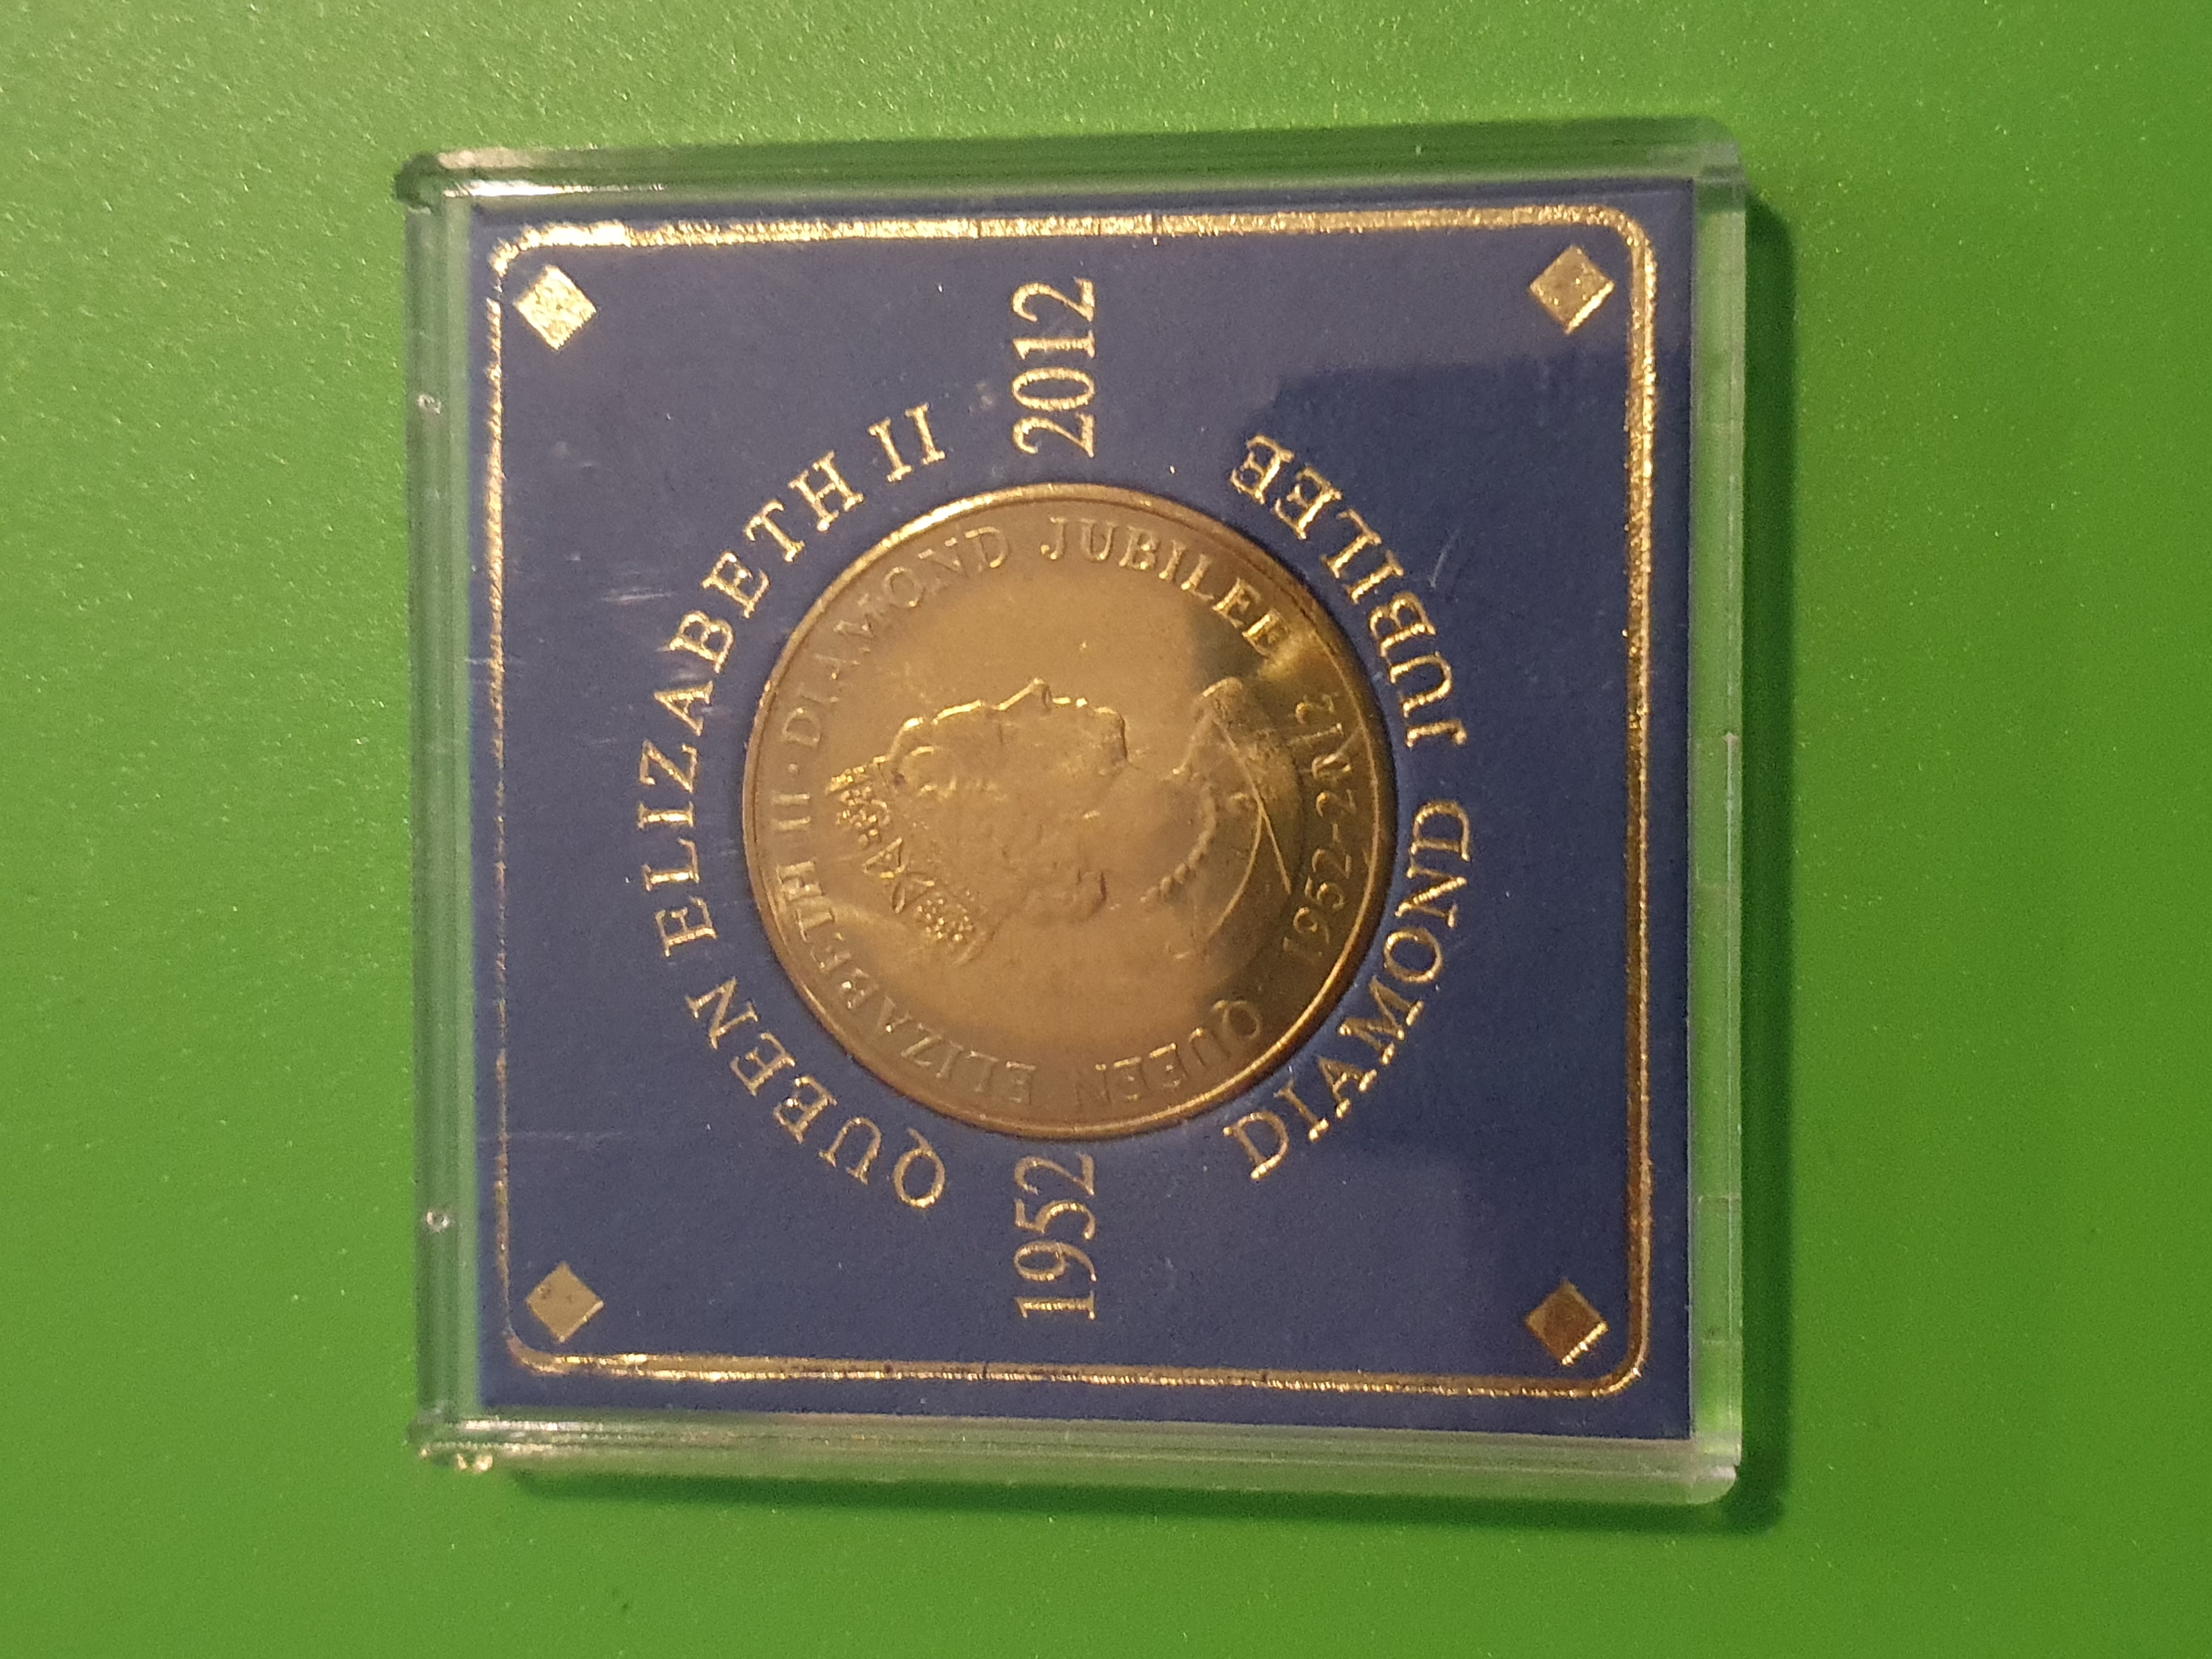 QUEEN ELIZABETH II
1952
2012
DIAMOND JUBILEE
QUEEN ELIZABETH II · DIAMOND JUBILEE
1952-2012